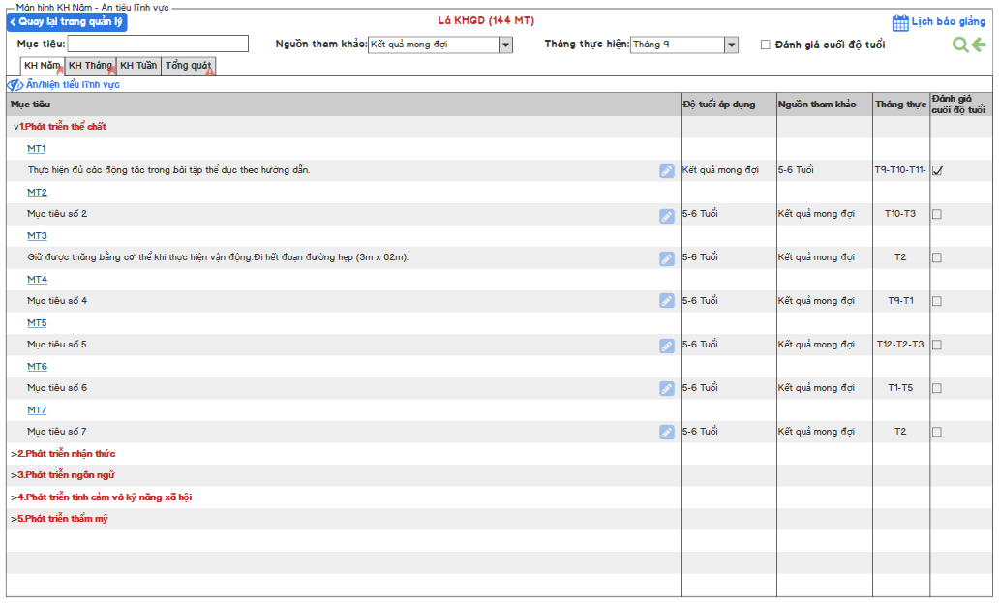 Màn hình KH Năm - Ẩn tiểu lĩnh vực
Quay lại trang quản lý
Lá KHGD (144 MT)
Lịch báo giảng
Mục tiêu:
Nguồn tham khảo: Kết quả mong đợi
Tháng thực hiện: Tháng 9
Đánh giá cuối độ tuổi
KH Năm KH Tháng KH Tuần Tổng quát
Ẩn/hiện tiểu lĩnh vực
Mục tiêu Độ tuổi áp dụng Nguồn tham khảo Tháng thực Đánh giá cuối độ tuổi
v1.Phát triển thể chất
MT1
Thực hiện đủ các động tác trong bài tập thể dục theo hướng dẫn. Kết quả mong đợi 5-6 Tuổi T9-T10-T11-
MT2
Mục tiêu số 2 5-6 Tuổi Kết quả mong đợi T10-T3
MT3
Giữ được thăng bằng cơ thể khi thực hiện vận động:Đi hết đoạn đường hẹp (3m x 02m). 5-6 Tuổi Kết quả mong đợi T2
MT4
Mục tiêu số 4 5-6 Tuổi Kết quả mong đợi T9-T1
MT5
Mục tiêu số 5 5-6 Tuổi Kết quả mong đợi T12-T2-T3
MT6
Mục tiêu số 6 5-6 Tuổi Kết quả mong đợi T1-T5
MT7
Mục tiêu số 7 5-6 Tuổi Kết quả mong đợi T2
>2.Phát triển nhận thức
>3.Phát triển ngôn ngữ
>4.Phát triển tình cảm và kỹ năng xã hội
>5.Phát triển thẩm mỹ